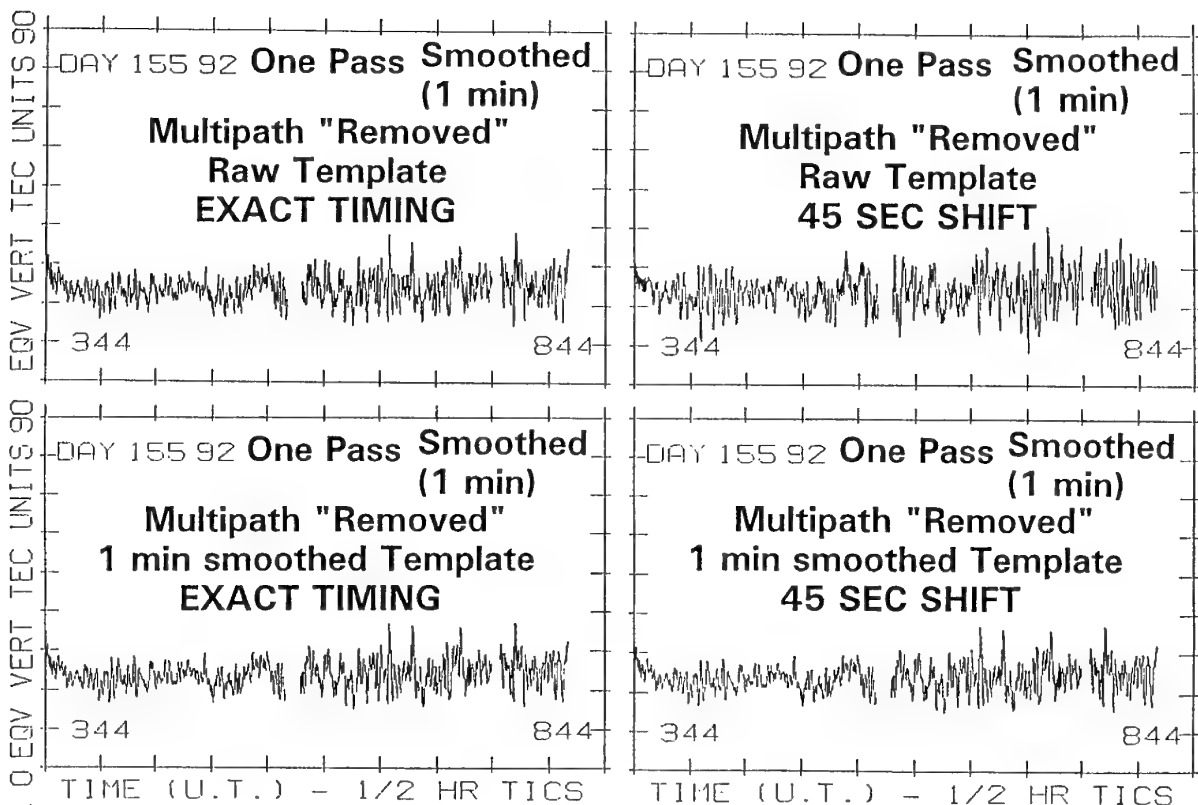 EQV VERT TEC UNITS 90
DAY 155 92 One Pass Smoothed
(1 min)
Multipath "Removed"
Raw Template
EXACT TIMING
344
844
DAY 155 92 One Pass Smoothed
(1 min)
Multipath "Removed"
Raw Template
45 SEC SHIFT
344
844
0 EQV VERT TEC UNITS 90
DAY 155 92 One Pass Smoothed
(1 min)
Multipath "Removed"
1 min smoothed Template
EXACT TIMING
344
844
TIME (U.T.) - 1/2 HR TICS
DAY 155 92 One Pass Smoothed
(1 min)
Multipath "Removed"
1 min smoothed Template
45 SEC SHIFT
344
844
TIME (U.T.) - 1/2 HR TICS